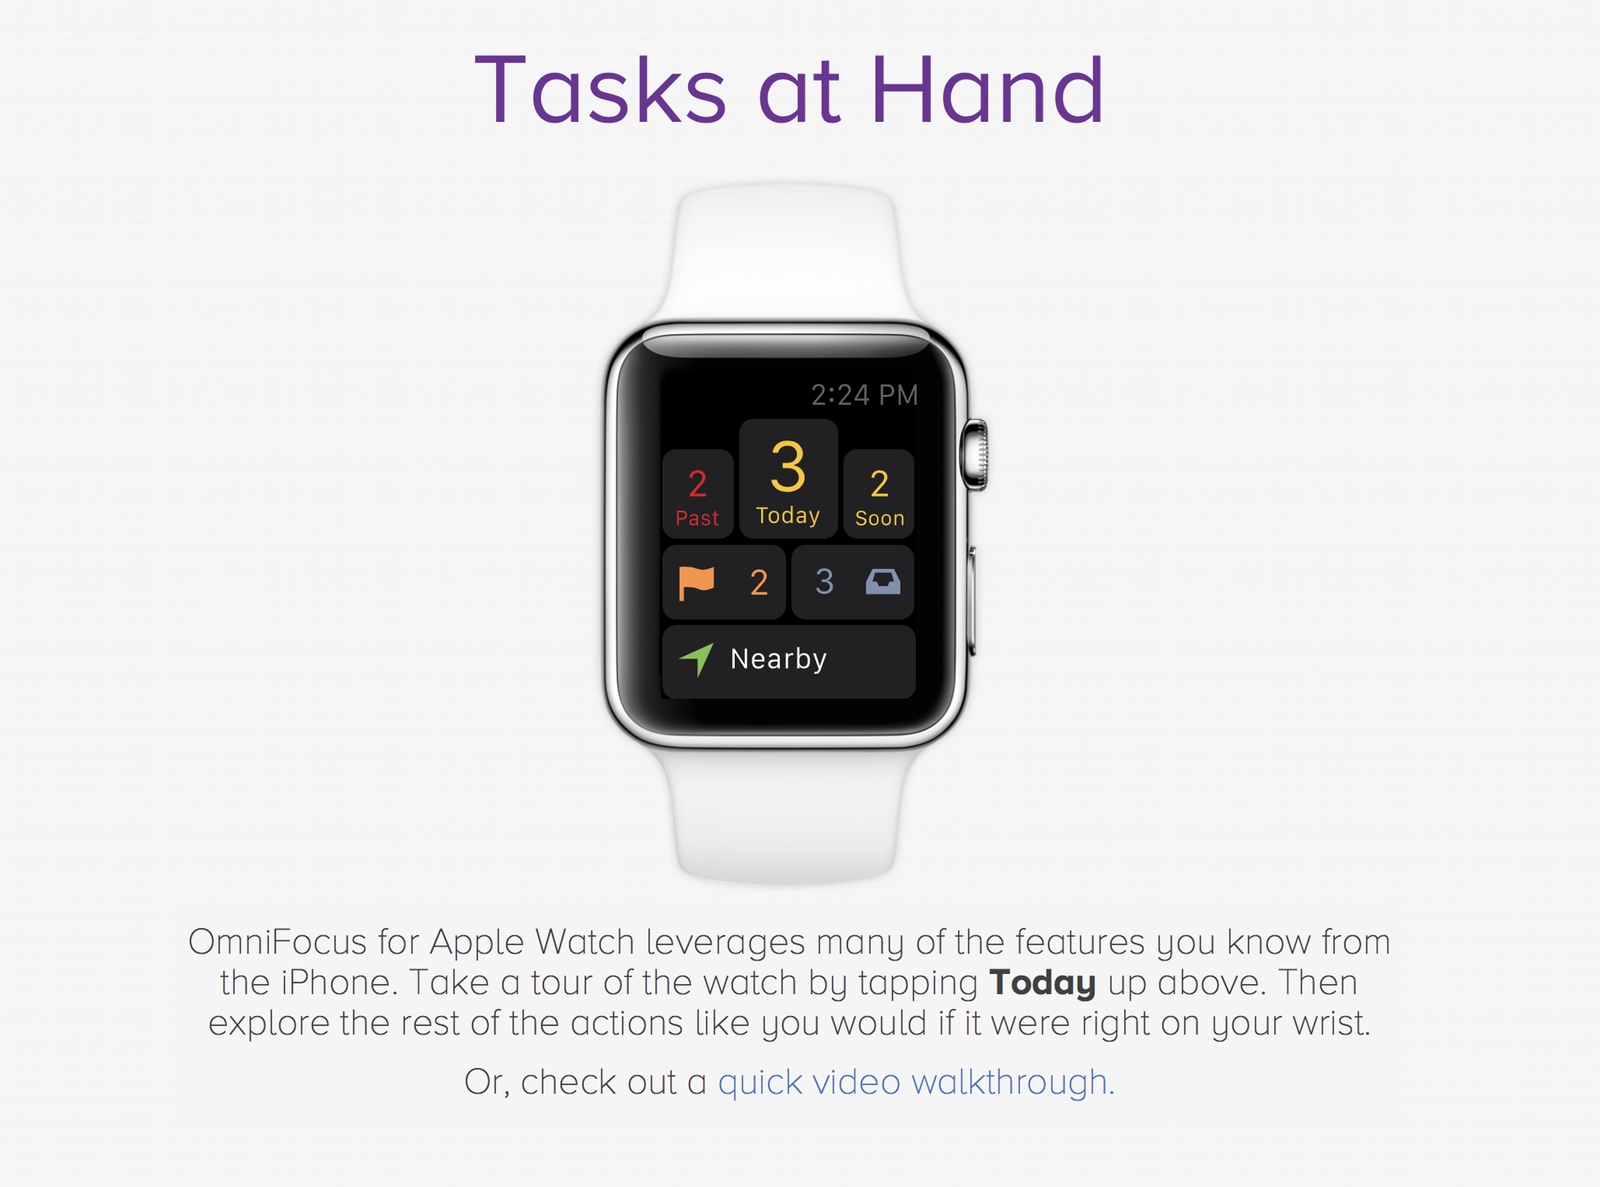 Tasks at Hand
2:24 PM
2 3 2
Past Today Soon
2 3
Nearby
OmniFocus for Apple Watch leverages many of the features you know from
the iPhone. Take a tour of the watch by tapping Today up above. Then
explore the rest of the actions like you would if it were right on your wrist.
Or, check out a quick video walkthrough.